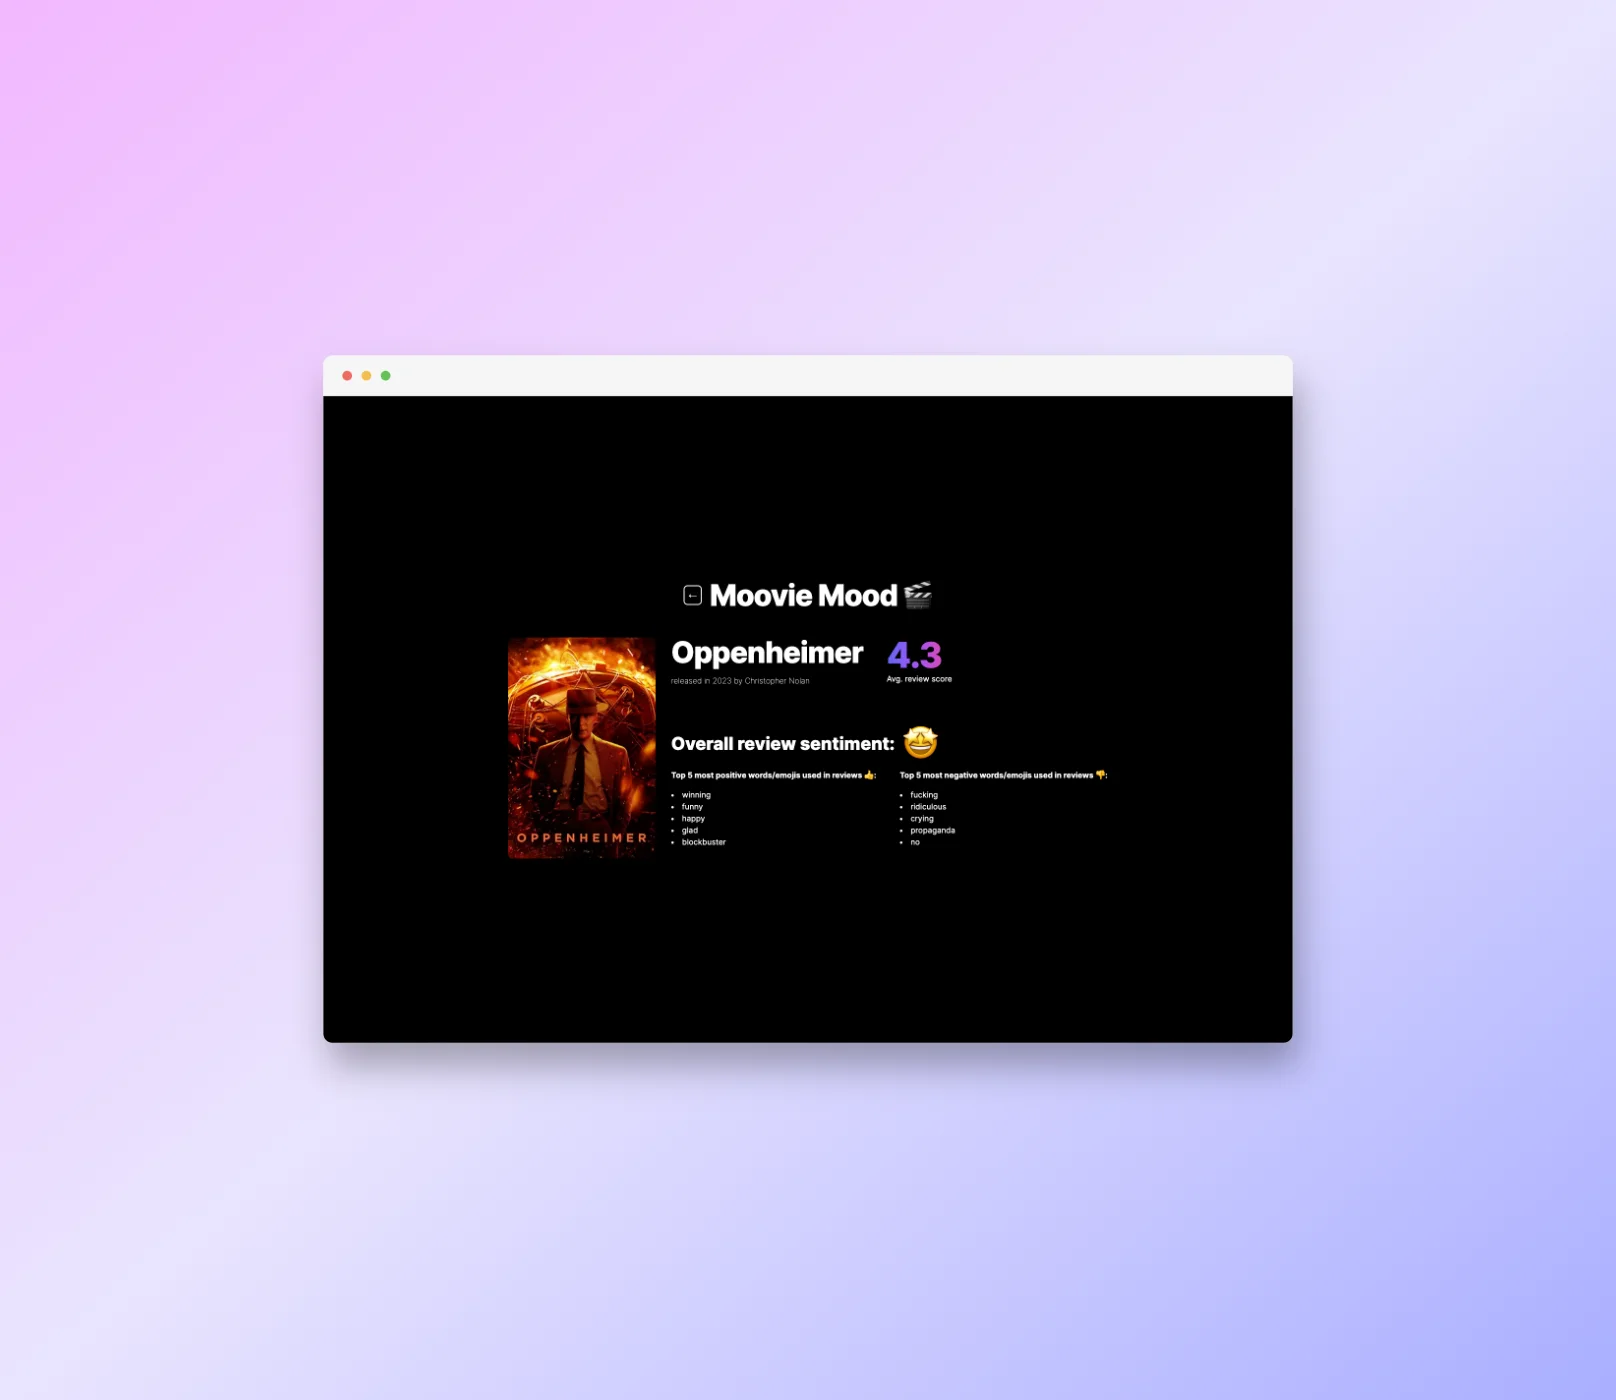 ← Moovie Mood 🎬
Oppenheimer
released in 2023 by Christopher Nolan
4.3
Avg. review score
OPPENHEIMER
Overall review sentiment: 🤩
Top 5 most positive words/emojis used in reviews 👍:
• winning
• funny
• happy
• glad
• blockbuster
Top 5 most negative words/emojis used in reviews 👎:
• fucking
• ridiculous
• crying
• propaganda
• no